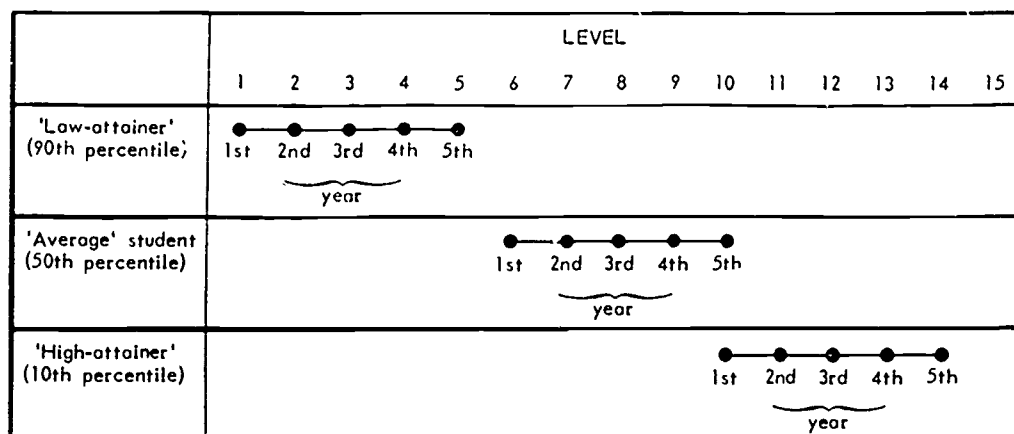 LEVEL
1 2 3 4 5 6 7 8 9 10 11 12 13 14 15
'Low-attainer'
(90th percentile)
1st 2nd 3rd 4th 5th
year
'Average' student
(50th percentile)
1st 2nd 3rd 4th 5th
year
'High-attainer'
(10th percentile)
1st 2nd 3rd 4th 5th
year